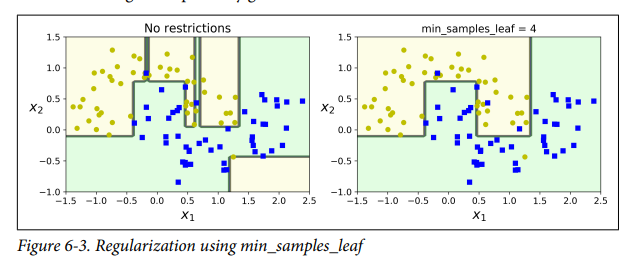 No restrictions
min_samples_leaf = 4
1.5
1.0
0.5
0.0
−0.5
−1.0
x2
−1.5 −1.0 −0.5 0.0 0.5 1.0 1.5 2.0 2.5
x1
1.5
1.0
0.5
0.0
−0.5
−1.0
x2
−1.5 −1.0 −0.5 0.0 0.5 1.0 1.5 2.0 2.5
x1
Figure 6-3. Regularization using min_samples_leaf